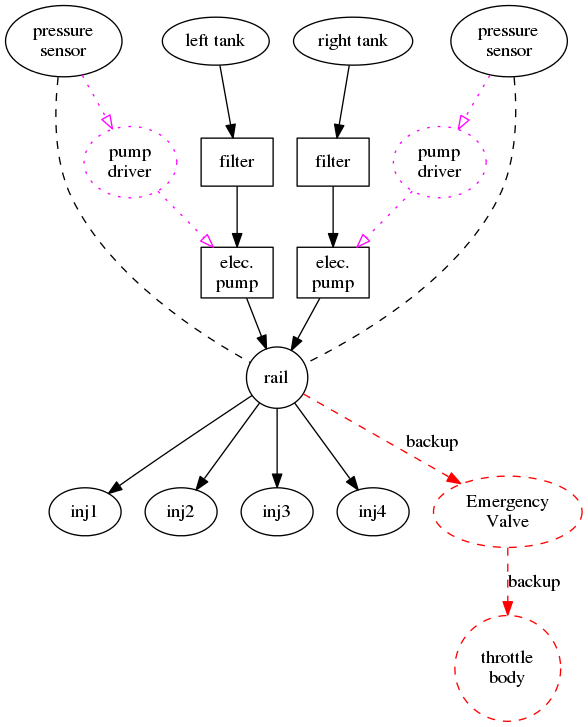 pressure
sensor
left tank
right tank
pressure
sensor
pump
driver
filter
filter
pump
driver
elec.
pump
elec.
pump
rail
backup
inj1
inj2
inj3
inj4
Emergency
Valve
backup
throttle
body